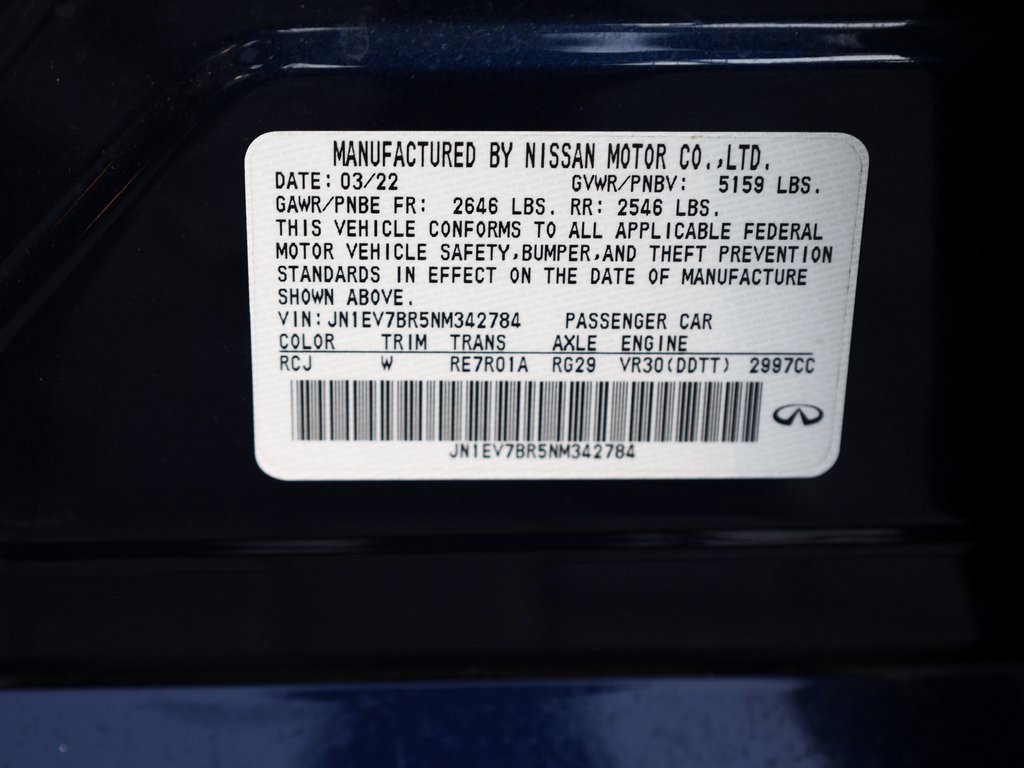 MANUFACTURED BY NISSAN MOTOR CO.,LTD.
DATE: 03/22 GVWR/PNBV: 5159 LBS.
GAWR/PNBE FR: 2646 LBS. RR: 2546 LBS.
THIS VEHICLE CONFORMS TO ALL APPLICABLE FEDERAL
MOTOR VEHICLE SAFETY,BUMPER,AND THEFT PREVENTION
STANDARDS IN EFFECT ON THE DATE OF MANUFACTURE
SHOWN ABOVE.
VIN: JN1EV7BR5NM342784 PASSENGER CAR
COLOR TRIM TRANS AXLE ENGINE
RCJ W RE7R01A RG29 VR30(DDTT) 2997CC
JN1EV7BR5NM342784